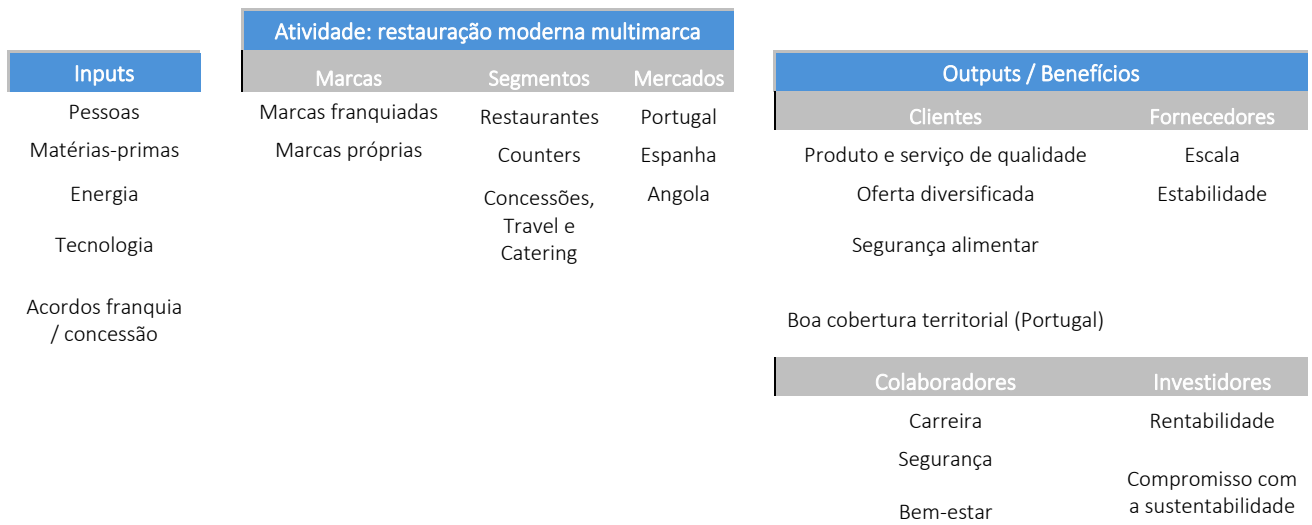 Inputs
Pessoas
Matérias-primas
Energia
Tecnologia
Acordos franquia
/ concessão
Atividade: restauração moderna multimarca
Marcas
Marcas franquiadas
Marcas próprias
Segmentos
Restaurantes
Counters
Concessões,
Travel e
Catering
Mercados
Portugal
Espanha
Angola
Outputs / Benefícios
Clientes
Produto e serviço de qualidade
Oferta diversificada
Segurança alimentar
Boa cobertura territorial (Portugal)
Fornecedores
Escala
Estabilidade
Colaboradores
Carreira
Segurança
Bem-estar
Investidores
Rentabilidade
Compromisso com
a sustentabilidade